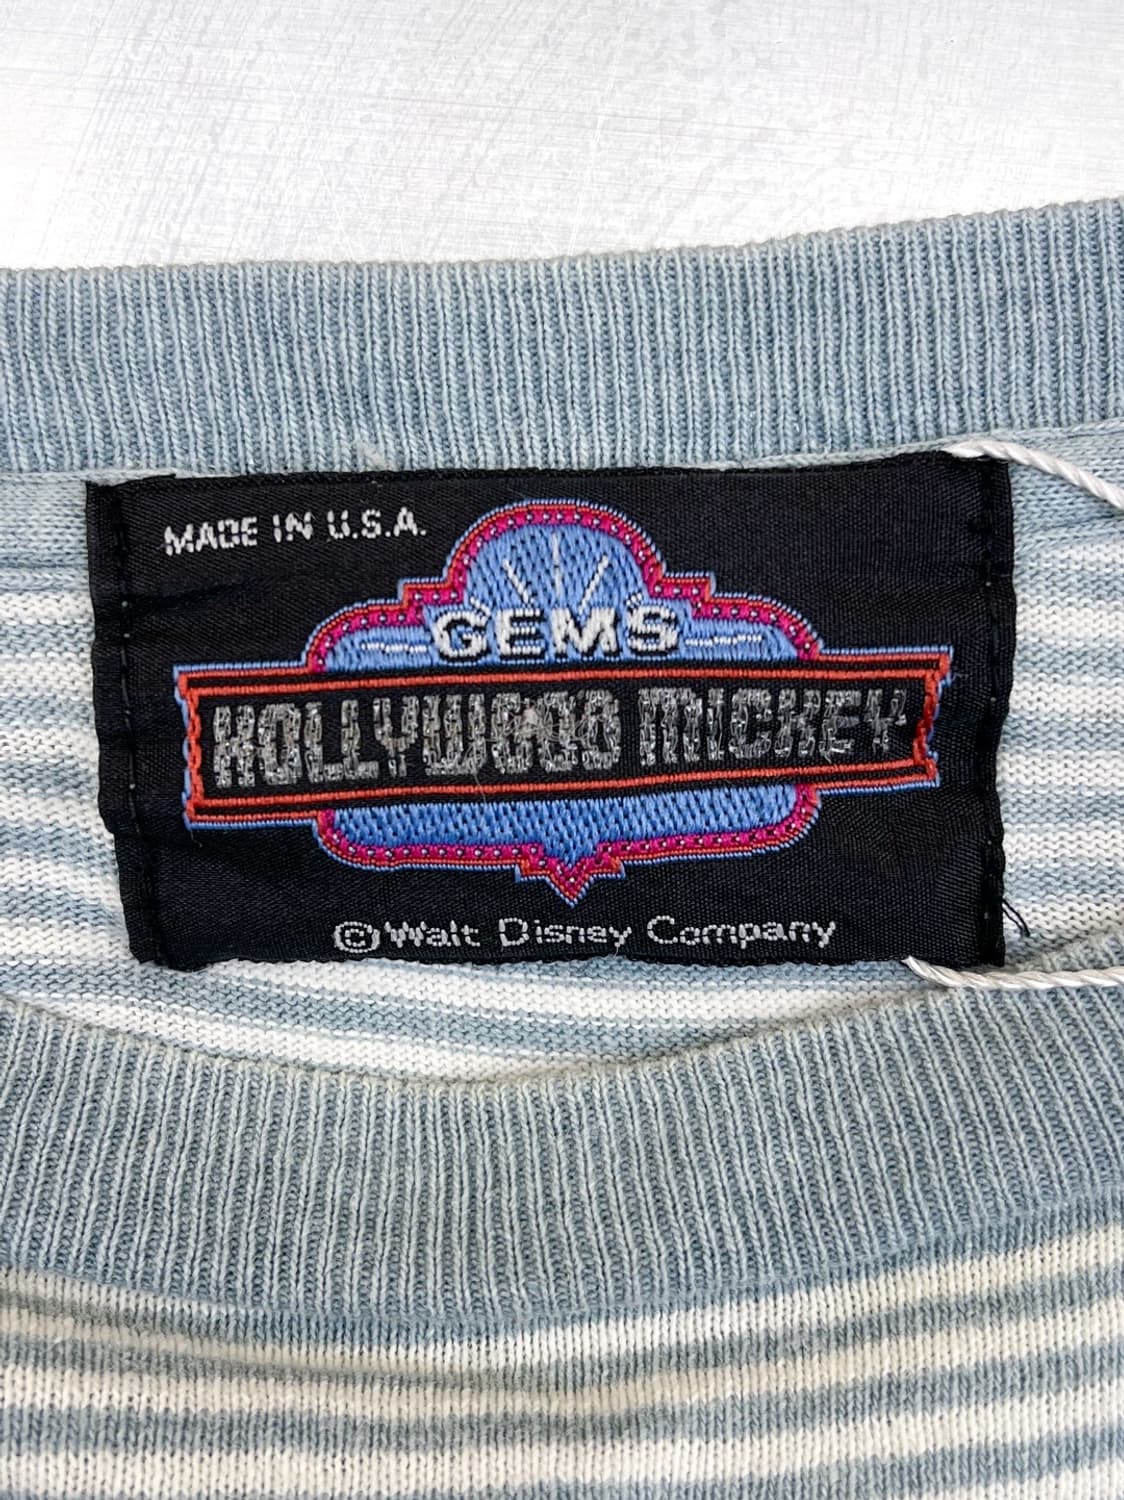 MADE IN U.S.A.
GEMS
HOLLYWOOD MICKEY
©Walt Disney Company